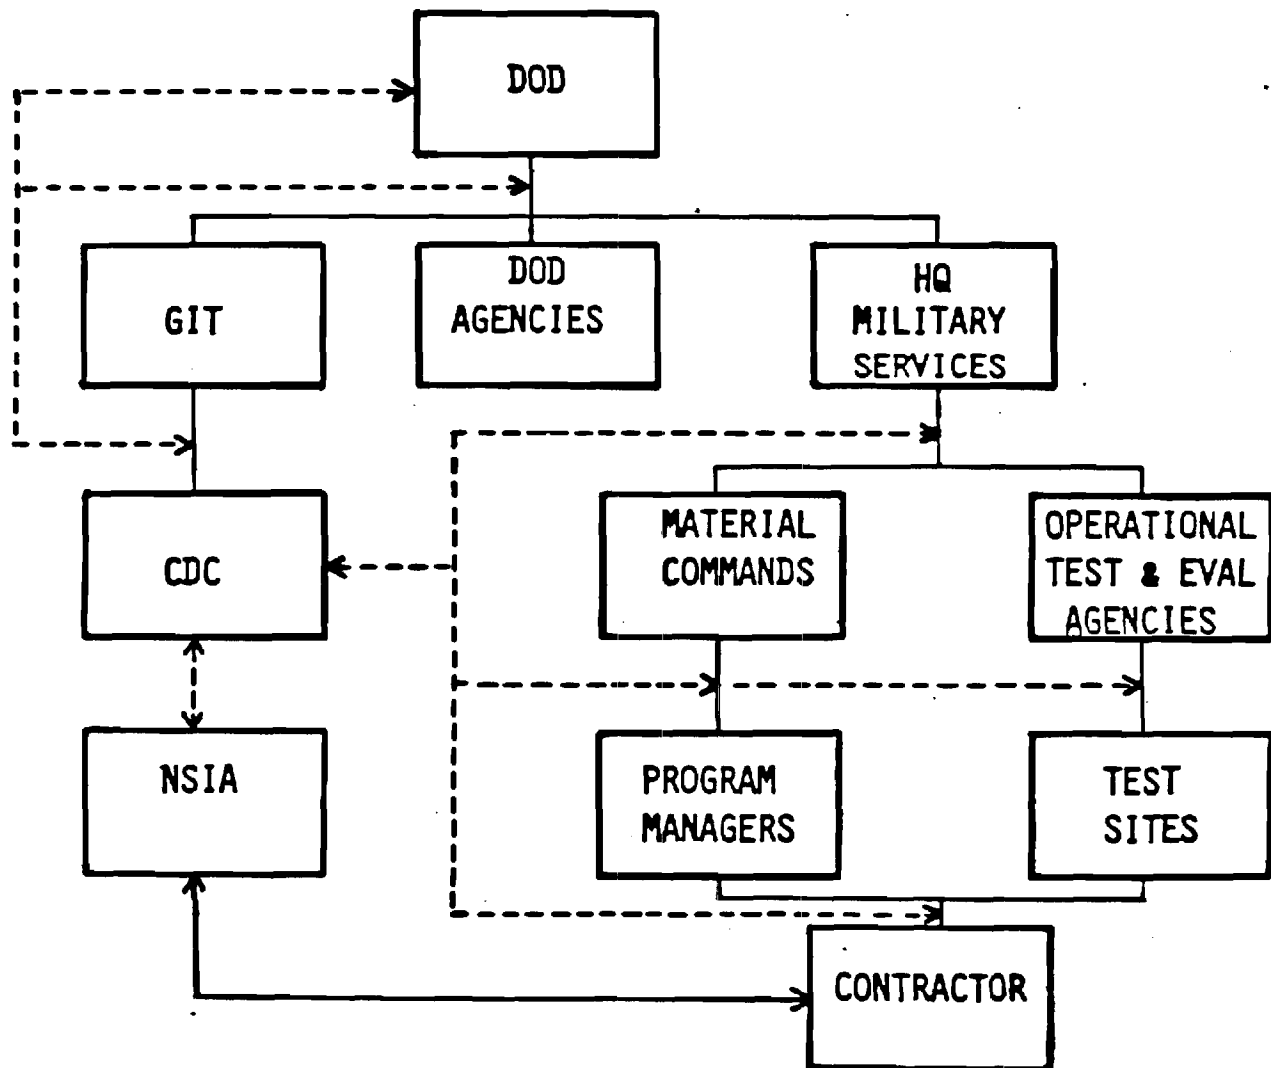 DOD
GIT
DOD
AGENCIES
HQ
MILITARY
SERVICES
CDC
MATERIAL
COMMANDS
OPERATIONAL
TEST & EVAL
AGENCIES
NSIA
PROGRAM
MANAGERS
TEST
SITES
CONTRACTOR